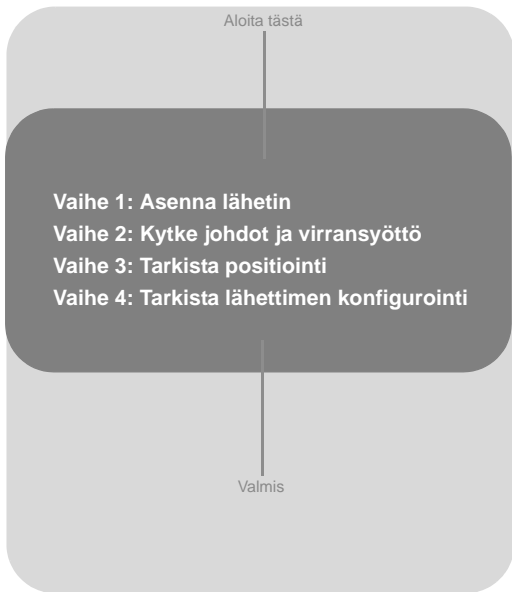 Aloita tästä
Vaihe 1: Asenna lähetin
Vaihe 2: Kytke johdot ja virransyöttö
Vaihe 3: Tarkista positiointi
Vaihe 4: Tarkista lähettimen konfigurointi
Valmis